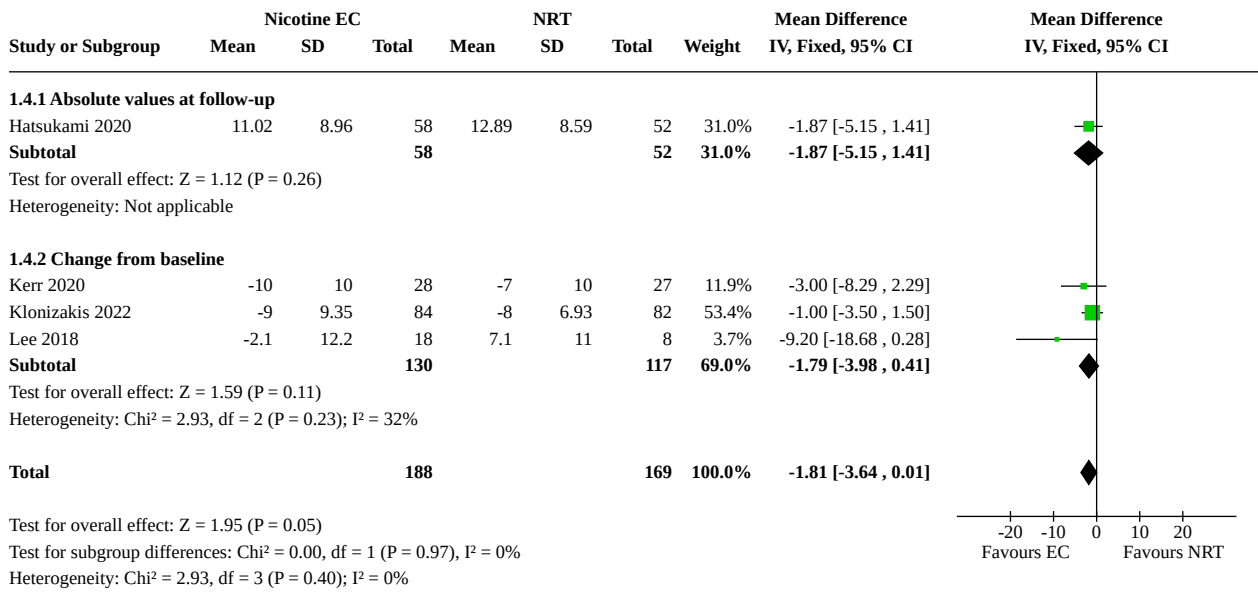 Nicotine EC NRT Mean Difference Mean Difference
Study or Subgroup Mean SD Total Mean SD Total Weight IV, Fixed, 95% CI IV, Fixed, 95% CI
1.4.1 Absolute values at follow-up
Hatsukami 2020 11.02 8.96 58 12.89 8.59 52 31.0% -1.87 [-5.15 , 1.41]
Subtotal 58 52 31.0% -1.87 [-5.15 , 1.41]
Test for overall effect: Z = 1.12 (P = 0.26)
Heterogeneity: Not applicable
1.4.2 Change from baseline
Kerr 2020 -10 10 28 -7 10 27 11.9% -3.00 [-8.29 , 2.29]
Klonizakis 2022 -9 9.35 84 -8 6.93 82 53.4% -1.00 [-3.50 , 1.50]
Lee 2018 -2.1 12.2 18 7.1 11 8 3.7% -9.20 [-18.68 , 0.28]
Subtotal 130 117 69.0% -1.79 [-3.98 , 0.41]
Test for overall effect: Z = 1.59 (P = 0.11)
Heterogeneity: Chi² = 2.93, df = 2 (P = 0.23); I² = 32%
Total 188 169 100.0% -1.81 [-3.64 , 0.01]
Test for overall effect: Z = 1.95 (P = 0.05)
Test for subgroup differences: Chi² = 0.00, df = 1 (P = 0.97), I² = 0%
Heterogeneity: Chi² = 2.93, df = 3 (P = 0.40); I² = 0%
-20 -10 0 10 20
Favours EC Favours NRT